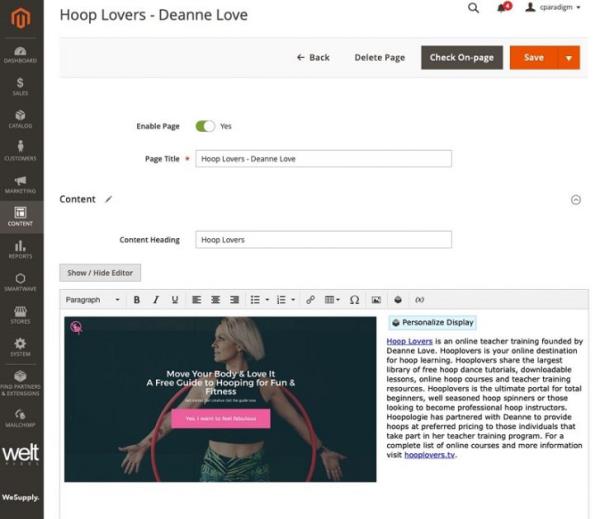 Hoop Lovers - Deanne Love
4
cparadigm
← Back
Delete Page
Check On-page
Save
DASHBOARD
$
SALES
CATALOG
CUSTOMERS
MARKETING
CONTENT
REPORTS
SMARTWAVE
STORES
SYSTEM
FIND PARTNERS
& EXTENSIONS
MAILCHIMP
welt
PIXEL
WeSupply.
Enable Page
Yes
Page Title *
Hoop Lovers - Deanne Love
Content
Content Heading
Hoop Lovers
Show / Hide Editor
Paragraph
B I U
Ω
(x)
Move Your Body & Love It
A Free Guide to Hooping for Fun &
Fitness
Yes, I want to feel fabulous
Personalize Display
Hoop Lovers is an online teacher training founded by
Deanne Love. Hooplovers is your online destination
for hoop learning. Hooplovers share the largest
library of free hoop dance tutorials, downloadable
lessons, online hoop courses and teacher training
resources. Hooplovers is the ultimate portal for total
beginners, well seasoned hoop spinners or those
looking to become professional hoop instructors.
Hoopologie has partnered with Deanne to provide
hoops at preferred pricing to those individuals that
take part in her teacher training program. For a
complete list of online courses and more information
visit hooplovers.tv.